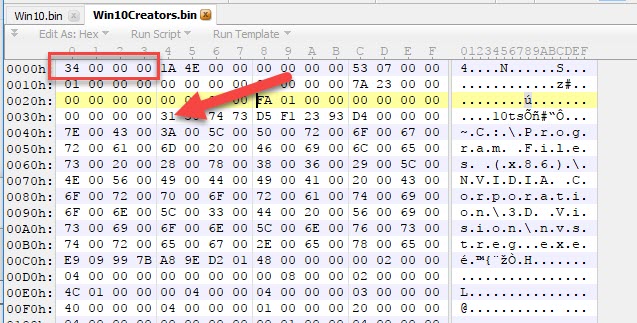 Win10.bin Win10Creators.bin
Edit As: Hex Run Script Run Template
0 1 2 3 4 5 6 7 8 9 A B C D E F 0123456789ABCDEF
0000h: 34 00 00 00 1A 4E 00 00 00 00 00 00 53 07 00 00 4....N......S...
0010h: 01 00 00 00 00 00 00 00 00 7A 23 00 00 ............z#..
0020h: 00 00 00 00 00 00 00 FA 01 00 00 00 00 00 00 ........ú.......
0030h: 00 00 00 00 31 74 73 D5 F1 23 93 D4 00 00 00 ....10tsÕñ#“Ô...
7E 00 43 00 3A 00 5C 00 50 00 72 00 6F 00 67 00 ~.C.:.\.P.r.o.g.
0050h: 72 00 61 00 6D 00 20 00 46 00 69 00 6C 00 65 00 r.a.m. .F.i.l.e.
0060h: 73 00 20 00 28 00 78 00 38 00 36 00 29 00 5C 00 s. .(.x.8.6.).\.
4E 00 56 00 49 00 44 00 49 00 41 00 20 00 43 00 N.V.I.D.I.A. .C.
0080h: 6F 00 72 00 70 00 6F 00 72 00 61 00 74 00 69 00 o.r.p.o.r.a.t.i.
0090h: 6F 00 6E 00 5C 00 33 00 44 00 20 00 56 00 69 00 o.n.\.3.D. .V.i.
00A0h: 73 00 69 00 6F 00 6E 00 5C 00 6E 00 76 00 73 00 s.i.o.n.\.n.v.s.
00B0h: 74 00 72 00 65 00 67 00 2E 00 65 00 78 00 65 00 t.r.e.g...e.x.e.
00C0h: E9 09 99 7B A8 9E D2 01 48 00 00 00 00 02 00 00 é.™{¨žÒ.H.......
00D0h: 04 00 00 00 00 00 00 00 00 08 00 00 02 00 00 00 ................
00E0h: 4C 01 00 00 04 00 04 00 00 00 00 00 00 00 00 00 L...............
00F0h: 40 00 00 00 04 00 00 00 01 00 00 00 20 00 00 00 @........... ...